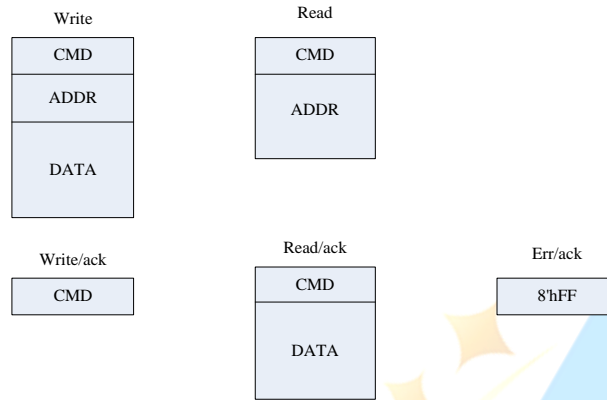 Write
CMD
ADDR
DATA
Read
CMD
ADDR
Write/ack
CMD
Read/ack
CMD
DATA
Err/ack
8'hFF